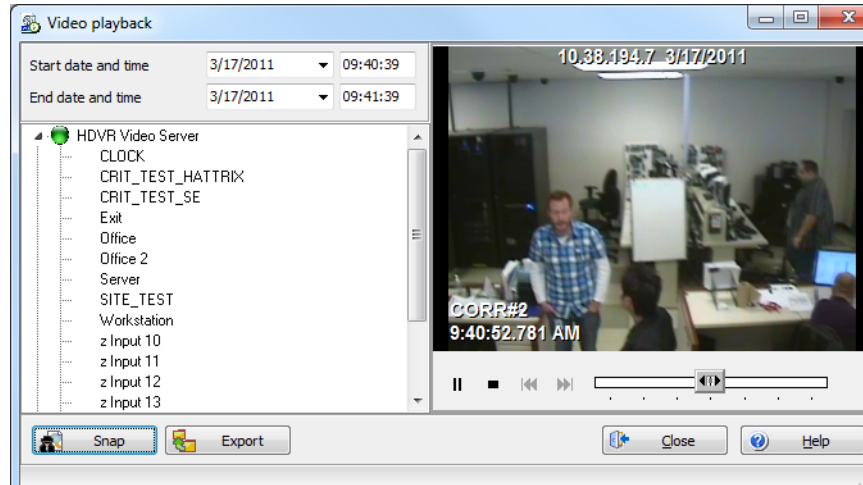 Video playback
Start date and time 3/17/2011 09:40:39
End date and time 3/17/2011 09:41:39
HDVR Video Server
CLOCK
CRIT_TEST_HATTRIX
CRIT_TEST_SE
Exit
Office
Office 2
Server
SITE_TEST
Workstation
z Input 10
z Input 11
z Input 12
z Input 13
10.38.194.7 3/17/2011
CORR#2
9:40:52.781 AM
Snap Export Close Help